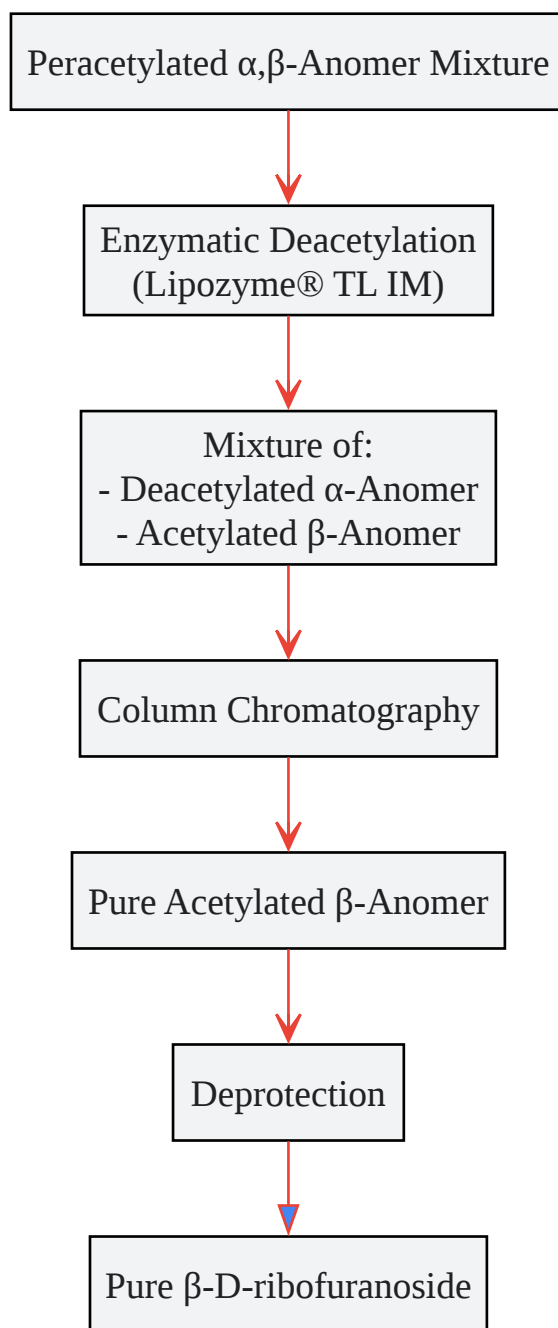 Peracetylated α,β-Anomer Mixture
Enzymatic Deacetylation
(Lipozyme® TL IM)
Mixture of:
- Deacetylated α-Anomer
- Acetylated β-Anomer
Column Chromatography
Pure Acetylated β-Anomer
Deprotection
Pure β-D-ribofuranoside